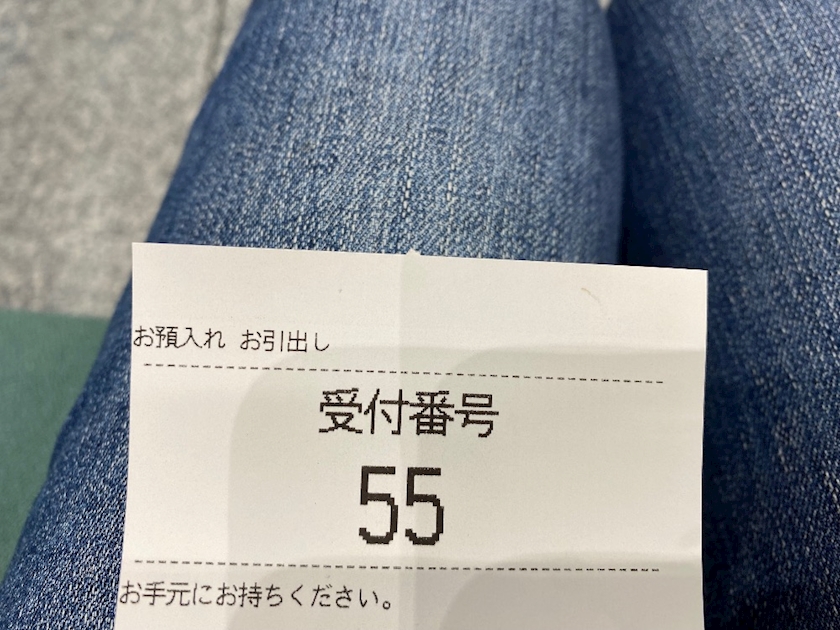 お預入れ お引出し
受付番号
55
お手元にお持ちください。